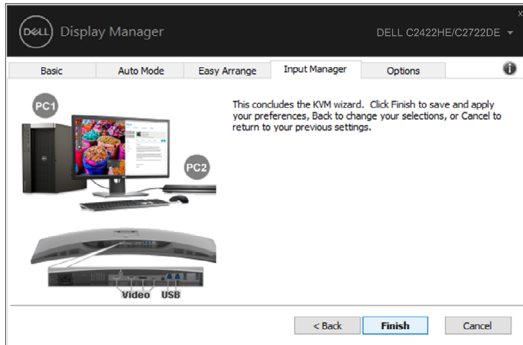 DELL Display Manager
DELL C2422HE/C2722DE
Basic
Auto Mode
Easy Arrange
Input Manager
Options
PC1
This concludes the KVM wizard. Click Finish to save and apply
your preferences, Back to change your selections, or Cancel to
return to your previous settings.
PC2
Video USB
< Back
Finish
Cancel